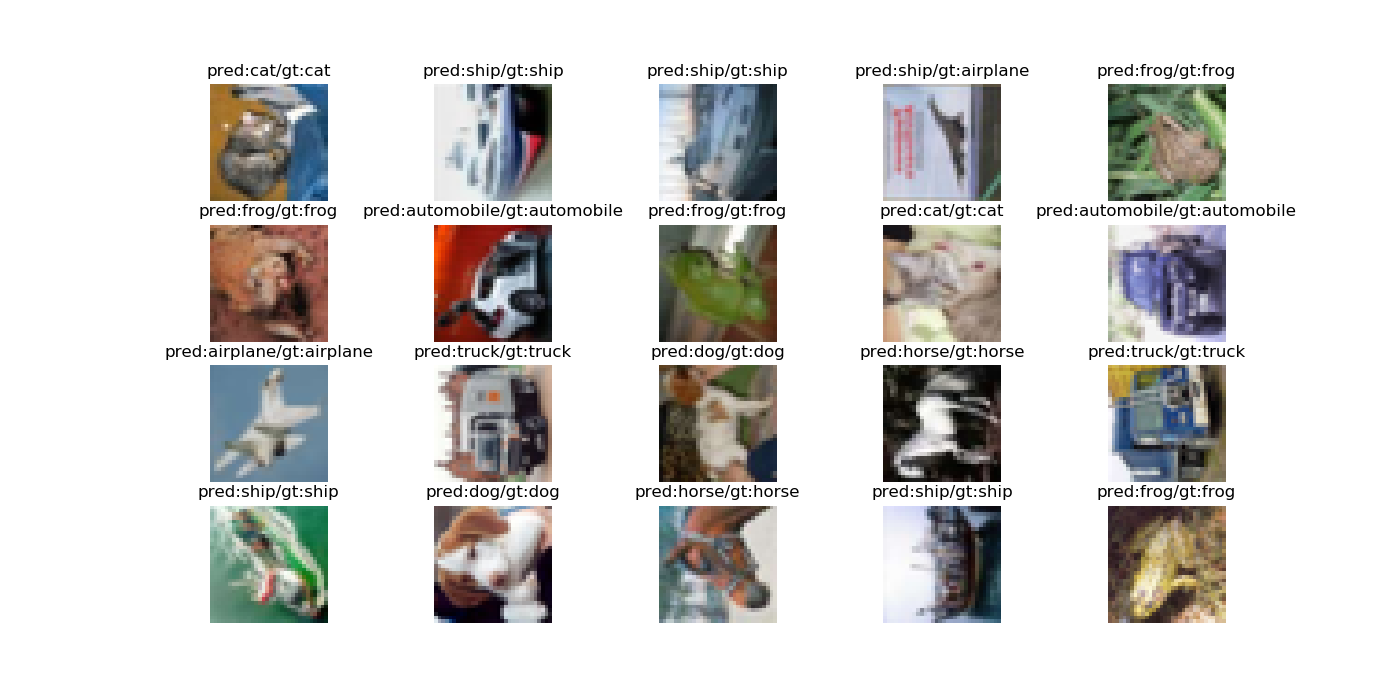 pred:cat/gt:cat pred:ship/gt:ship pred:ship/gt:ship pred:ship/gt:airplane pred:frog/gt:frog
pred:frog/gt:frog pred:automobile/gt:automobile pred:frog/gt:frog pred:cat/gt:cat pred:automobile/gt:automobile
pred:airplane/gt:airplane pred:truck/gt:truck pred:dog/gt:dog pred:horse/gt:horse pred:truck/gt:truck
pred:ship/gt:ship pred:dog/gt:dog pred:horse/gt:horse pred:ship/gt:ship pred:frog/gt:frog